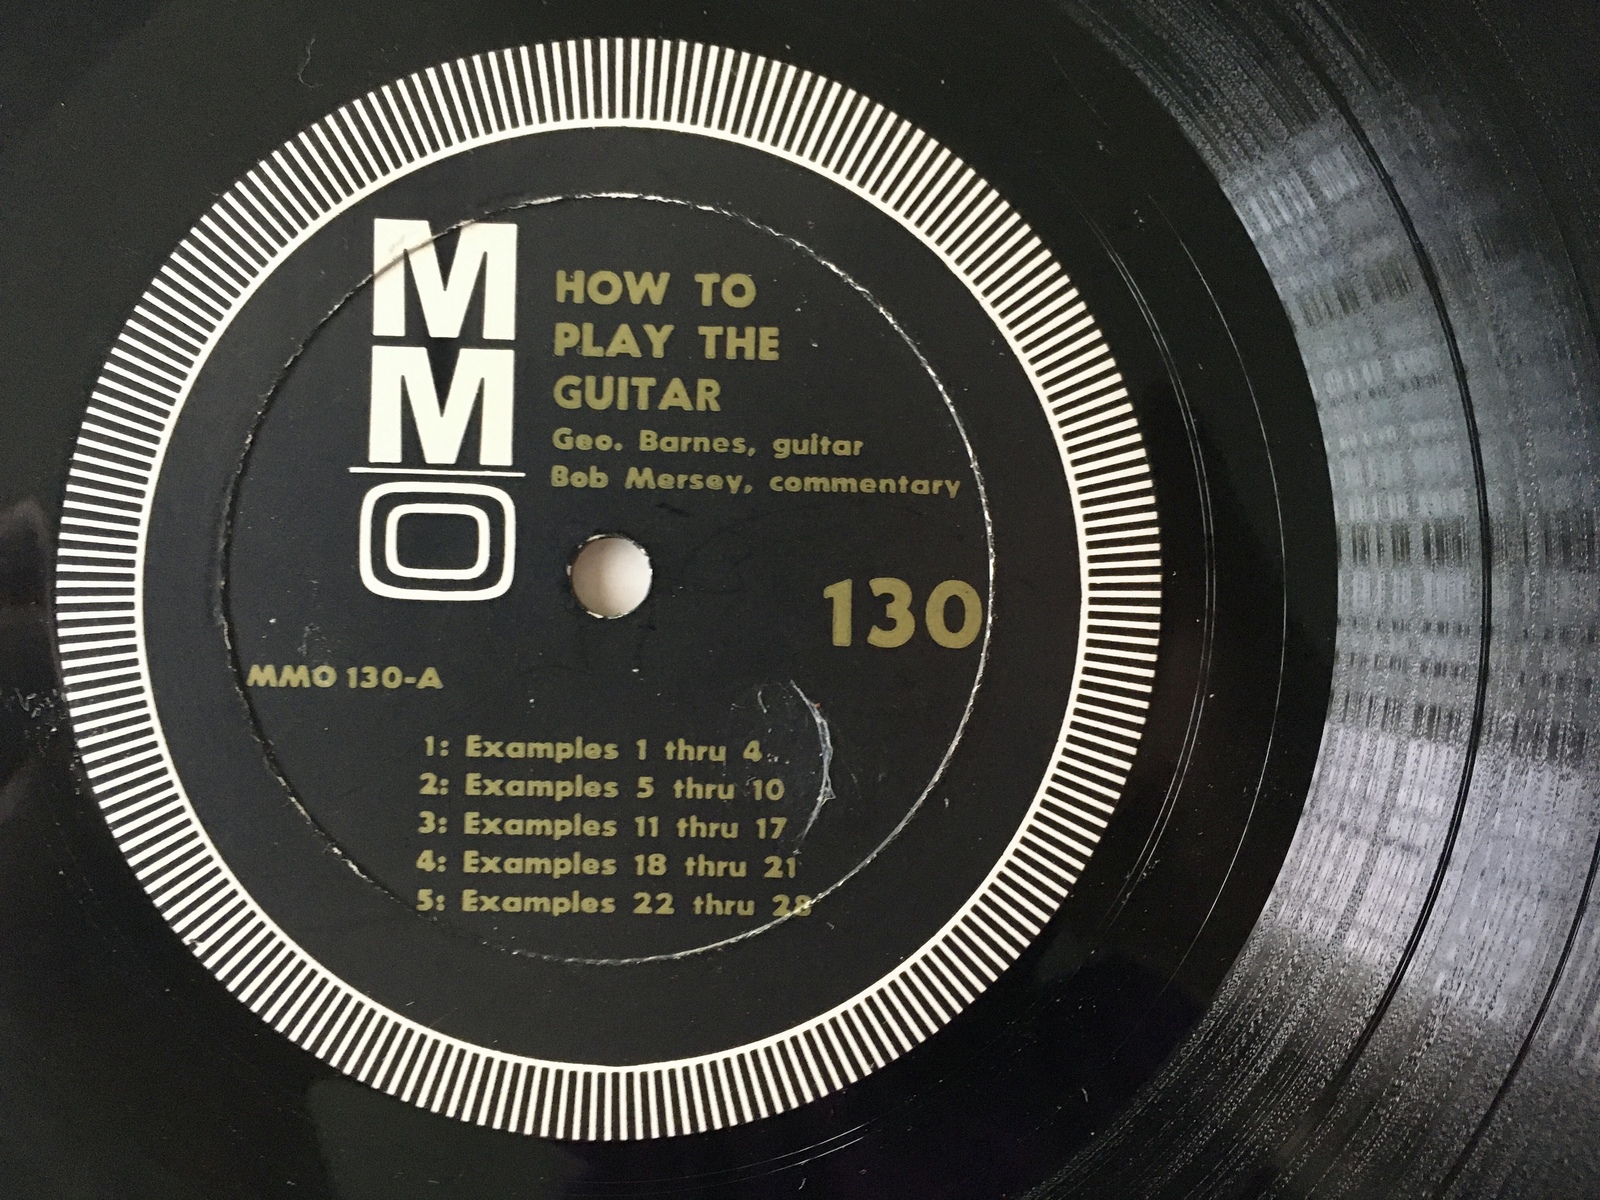 MMO
HOW TO
PLAY THE
GUITAR
Geo. Barnes, guitar
Bob Mersey, commentary
130
MMO 130-A
1: Examples 1 thru 4
2: Examples 5 thru 10
3: Examples 11 thru 17
4: Examples 18 thru 21
5: Examples 22 thru 28